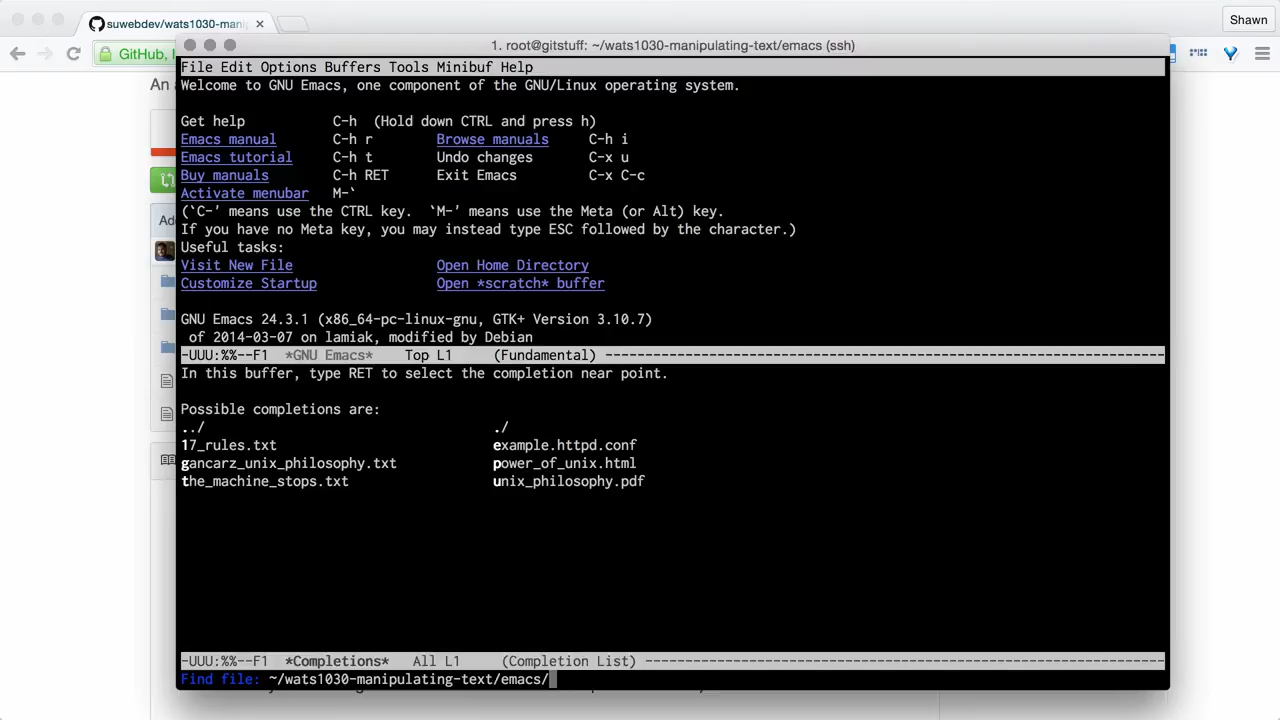 suwebdev/wats1030-mani
Shawn
GitHub, I
1. root@gitstuff: ~/wats1030-manipulating-text/emacs (ssh)
An a
File Edit Options Buffers Tools Minibuf Help
Welcome to GNU Emacs, one component of the GNU/Linux operating system.
Get help C-h (Hold down CTRL and press h)
Emacs manual C-h r Browse manuals C-h i
Emacs tutorial C-h t Undo changes C-x u
Buy manuals C-h RET Exit Emacs C-x C-c
Activate menubar M-`
(`C-' means use the CTRL key. `M-' means use the Meta (or Alt) key.
If you have no Meta key, you may instead type ESC followed by the character.)
Useful tasks:
Visit New File Open Home Directory
Customize Startup Open *scratch* buffer
GNU Emacs 24.3.1 (x86_64-pc-linux-gnu, GTK+ Version 3.10.7)
of 2014-03-07 on lamiak, modified by Debian
-UUU:%%--F1 *GNU Emacs* Top L1 (Fundamental) ----------------------------------------------------------------------
In this buffer, type RET to select the completion near point.
Possible completions are:
../ ./
17_rules.txt example.httpd.conf
gancarz_unix_philosophy.txt power_of_unix.html
the_machine_stops.txt unix_philosophy.pdf
-UUU:%%--F1 *Completions* All L1 (Completion List) -----------------------------------------------------------------
Find file: ~/wats1030-manipulating-text/emacs/